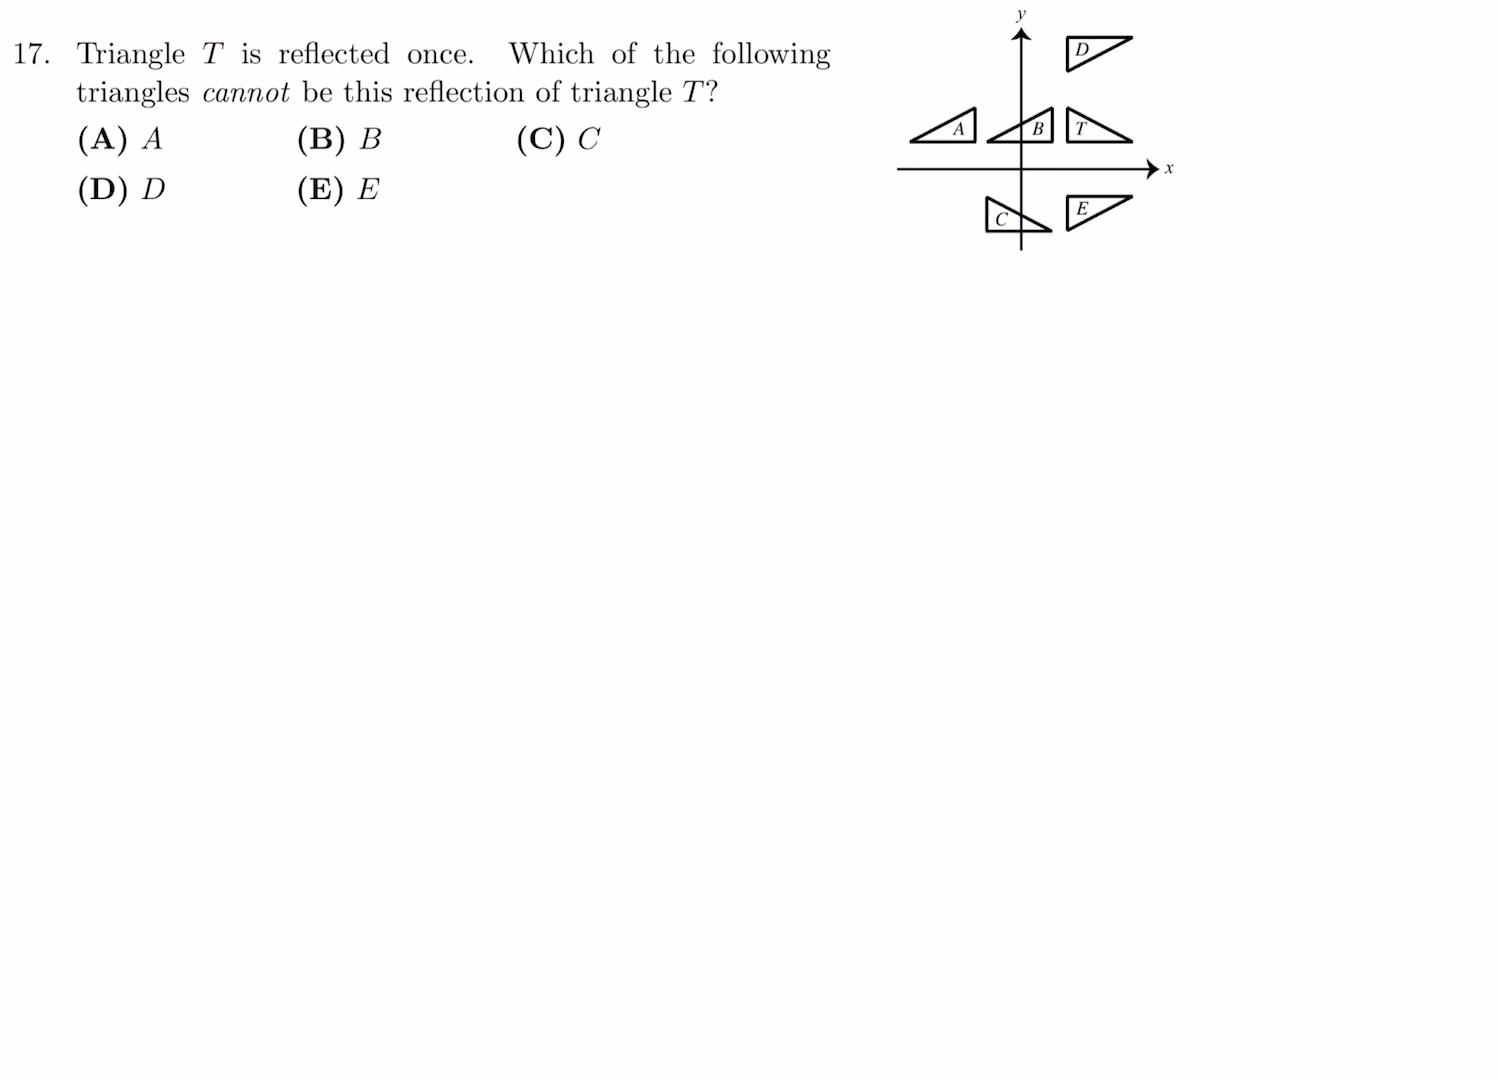 17. Triangle T is reflected once. Which of the following
triangles cannot be this reflection of triangle T?
(A) A (B) B (C) C
(D) D (E) E
y
D
A B T
x
C E